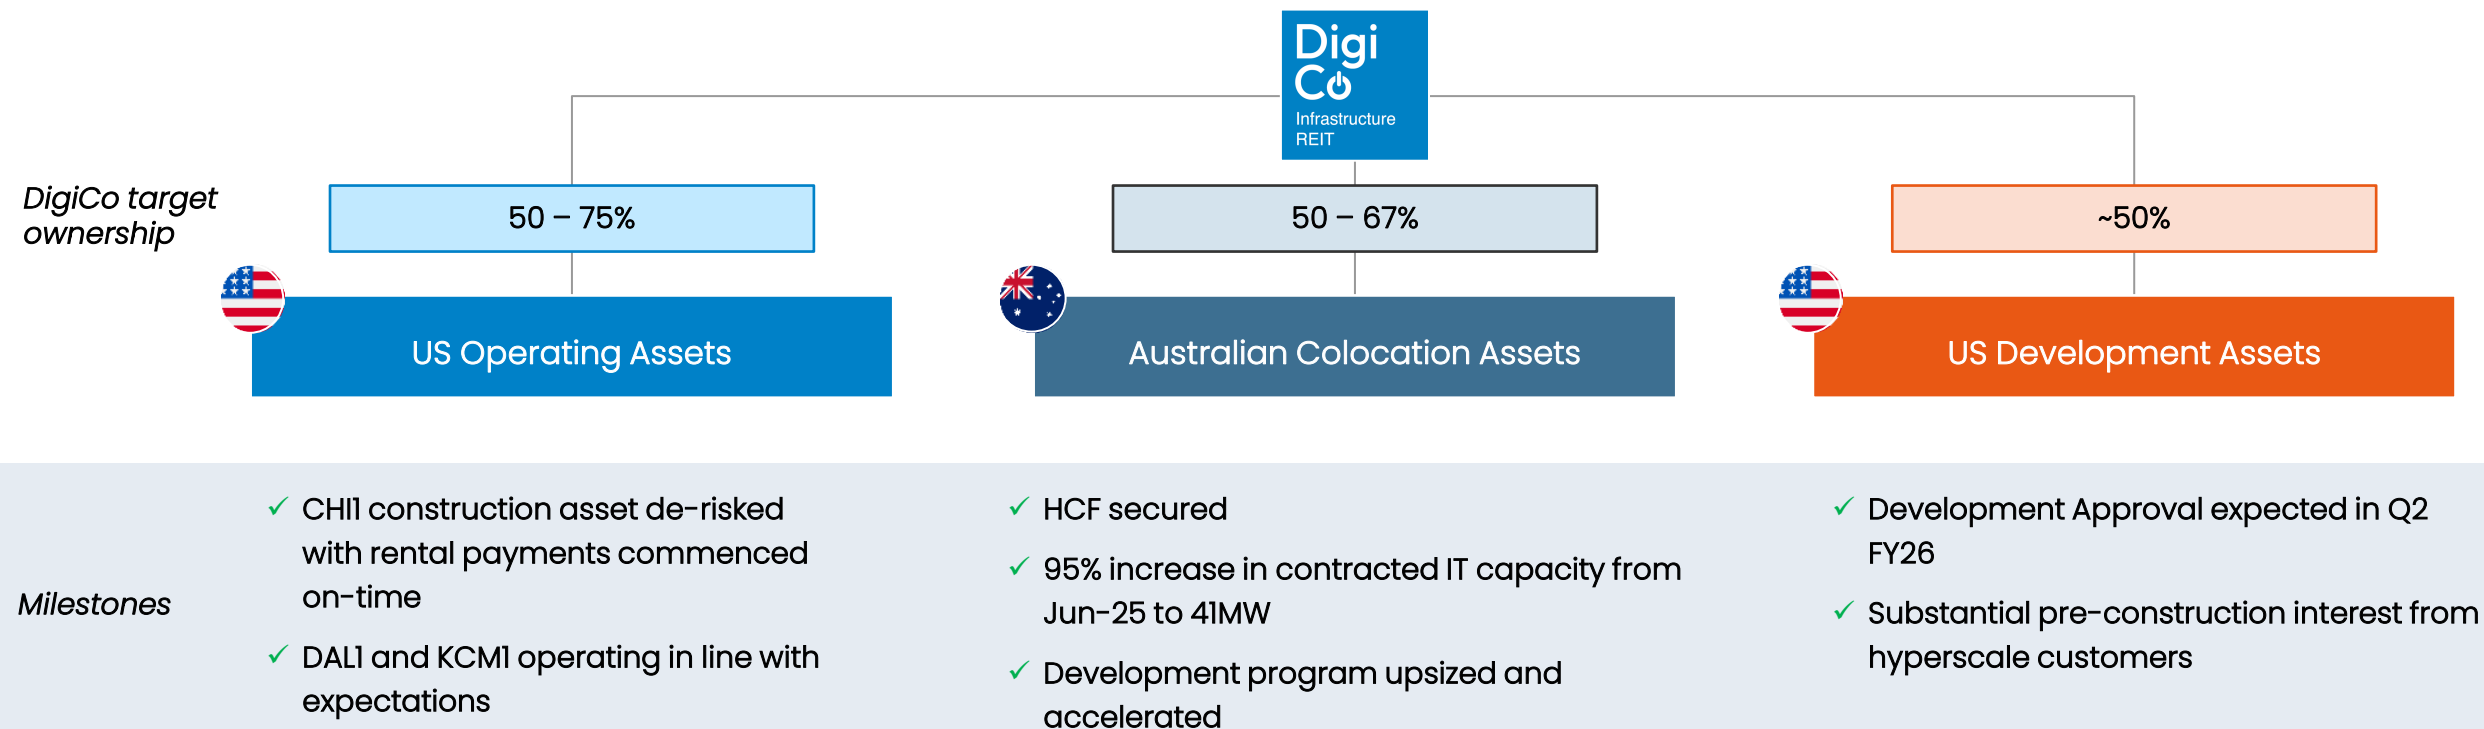 Digi
Co
Infrastructure
REIT
DigiCo target
ownership
50 – 75%
50 – 67%
~50%
US Operating Assets
Australian Colocation Assets
US Development Assets
Milestones
✓ CHI1 construction asset de-risked
with rental payments commenced
on-time
✓ DAL1 and KCM1 operating in line with
expectations
✓ HCF secured
✓ 95% increase in contracted IT capacity from
Jun-25 to 41MW
✓ Development program upsized and
accelerated
✓ Development Approval expected in Q2
FY26
✓ Substantial pre-construction interest from
hyperscale customers